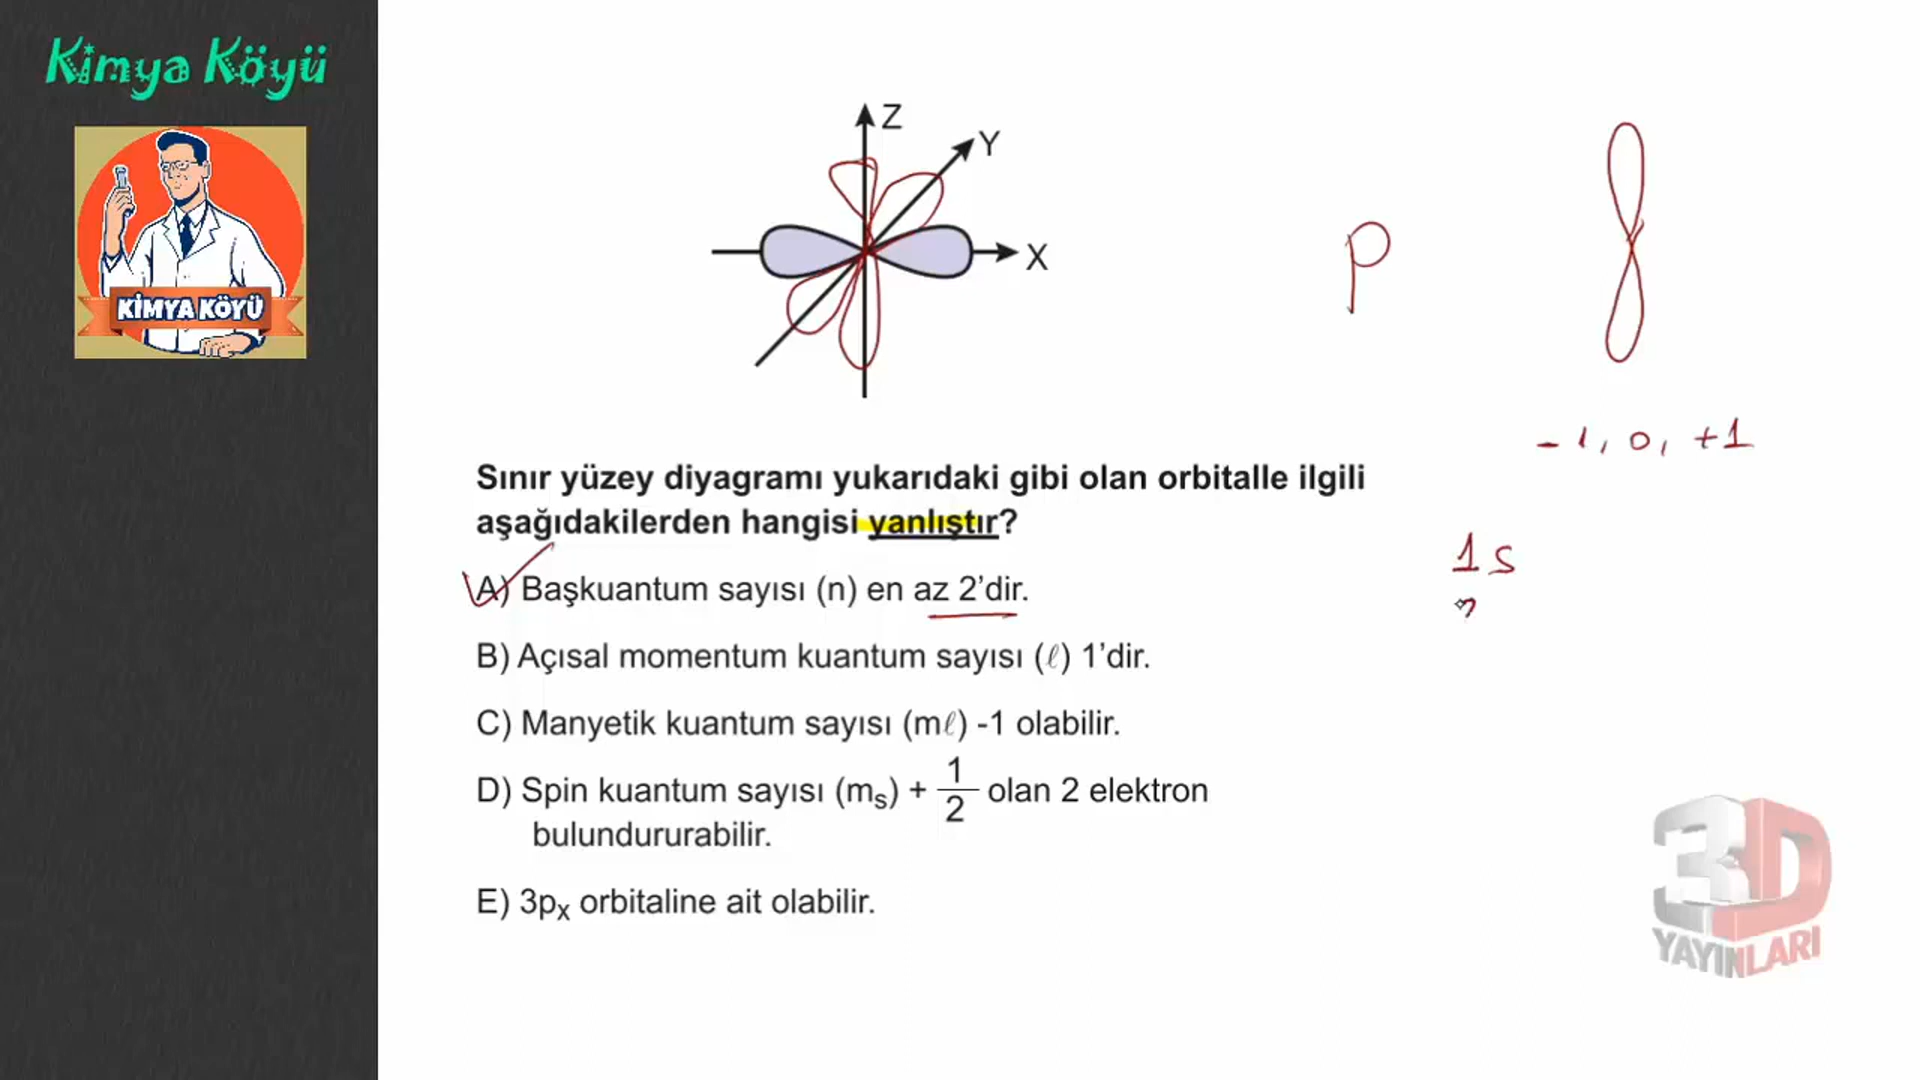 Kimya Köyü
KİMYA KÖYÜ
Z
Y
X
p
-1, 0, +1
Sınır yüzey diyagramı yukarıdaki gibi olan orbitalle ilgili
aşağıdakilerden hangisi yanlıştır?
1s
A) Başkuantum sayısı (n) en az 2'dir.
B) Açısal momentum kuantum sayısı (ℓ) 1'dir.
C) Manyetik kuantum sayısı (mℓ) -1 olabilir.
D) Spin kuantum sayısı (mₛ) + 1/2 olan 2 elektron
bulundururabilir.
E) 3pₓ orbitaline ait olabilir.
3D
YAYINLARI